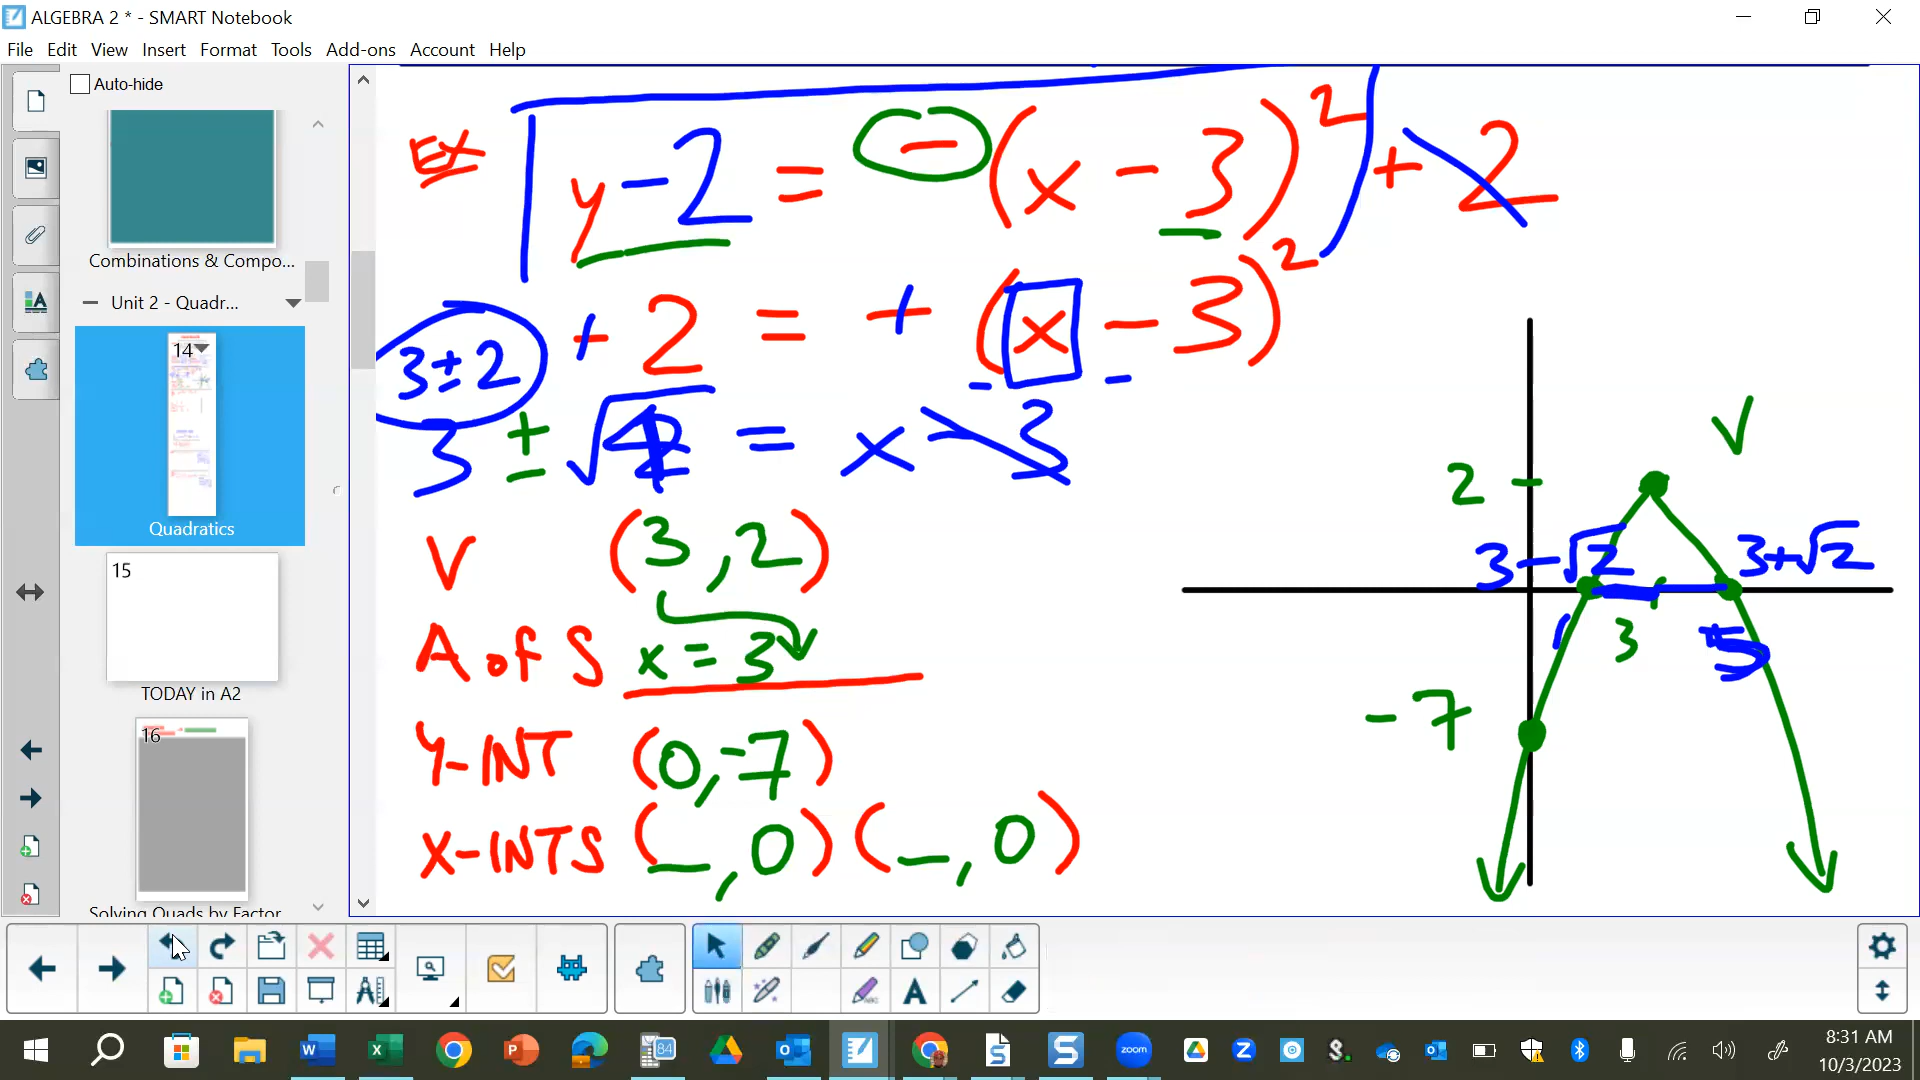 ALGEBRA 2 * - SMART Notebook
File Edit View Insert Format Tools Add-ons Account Help
Auto-hide
Combinations & Compo...
Unit 2 - Quadr...
14
Quadratics
15
TODAY in A2
16
Solving Quads by Factor
EX y - 2 = - (x - 3)² + 2
+ 2 = + (x - 3)²
3 ± 2
3 ± √ = x - 3
V (3, 2)
A of S x = 3
Y-INT (0, -7)
X-INTS (_, 0) (_, 0)
V
2
3 - √2 3 + √2
1 3 5
- 7
84
zoom
8:31 AM
10/3/2023